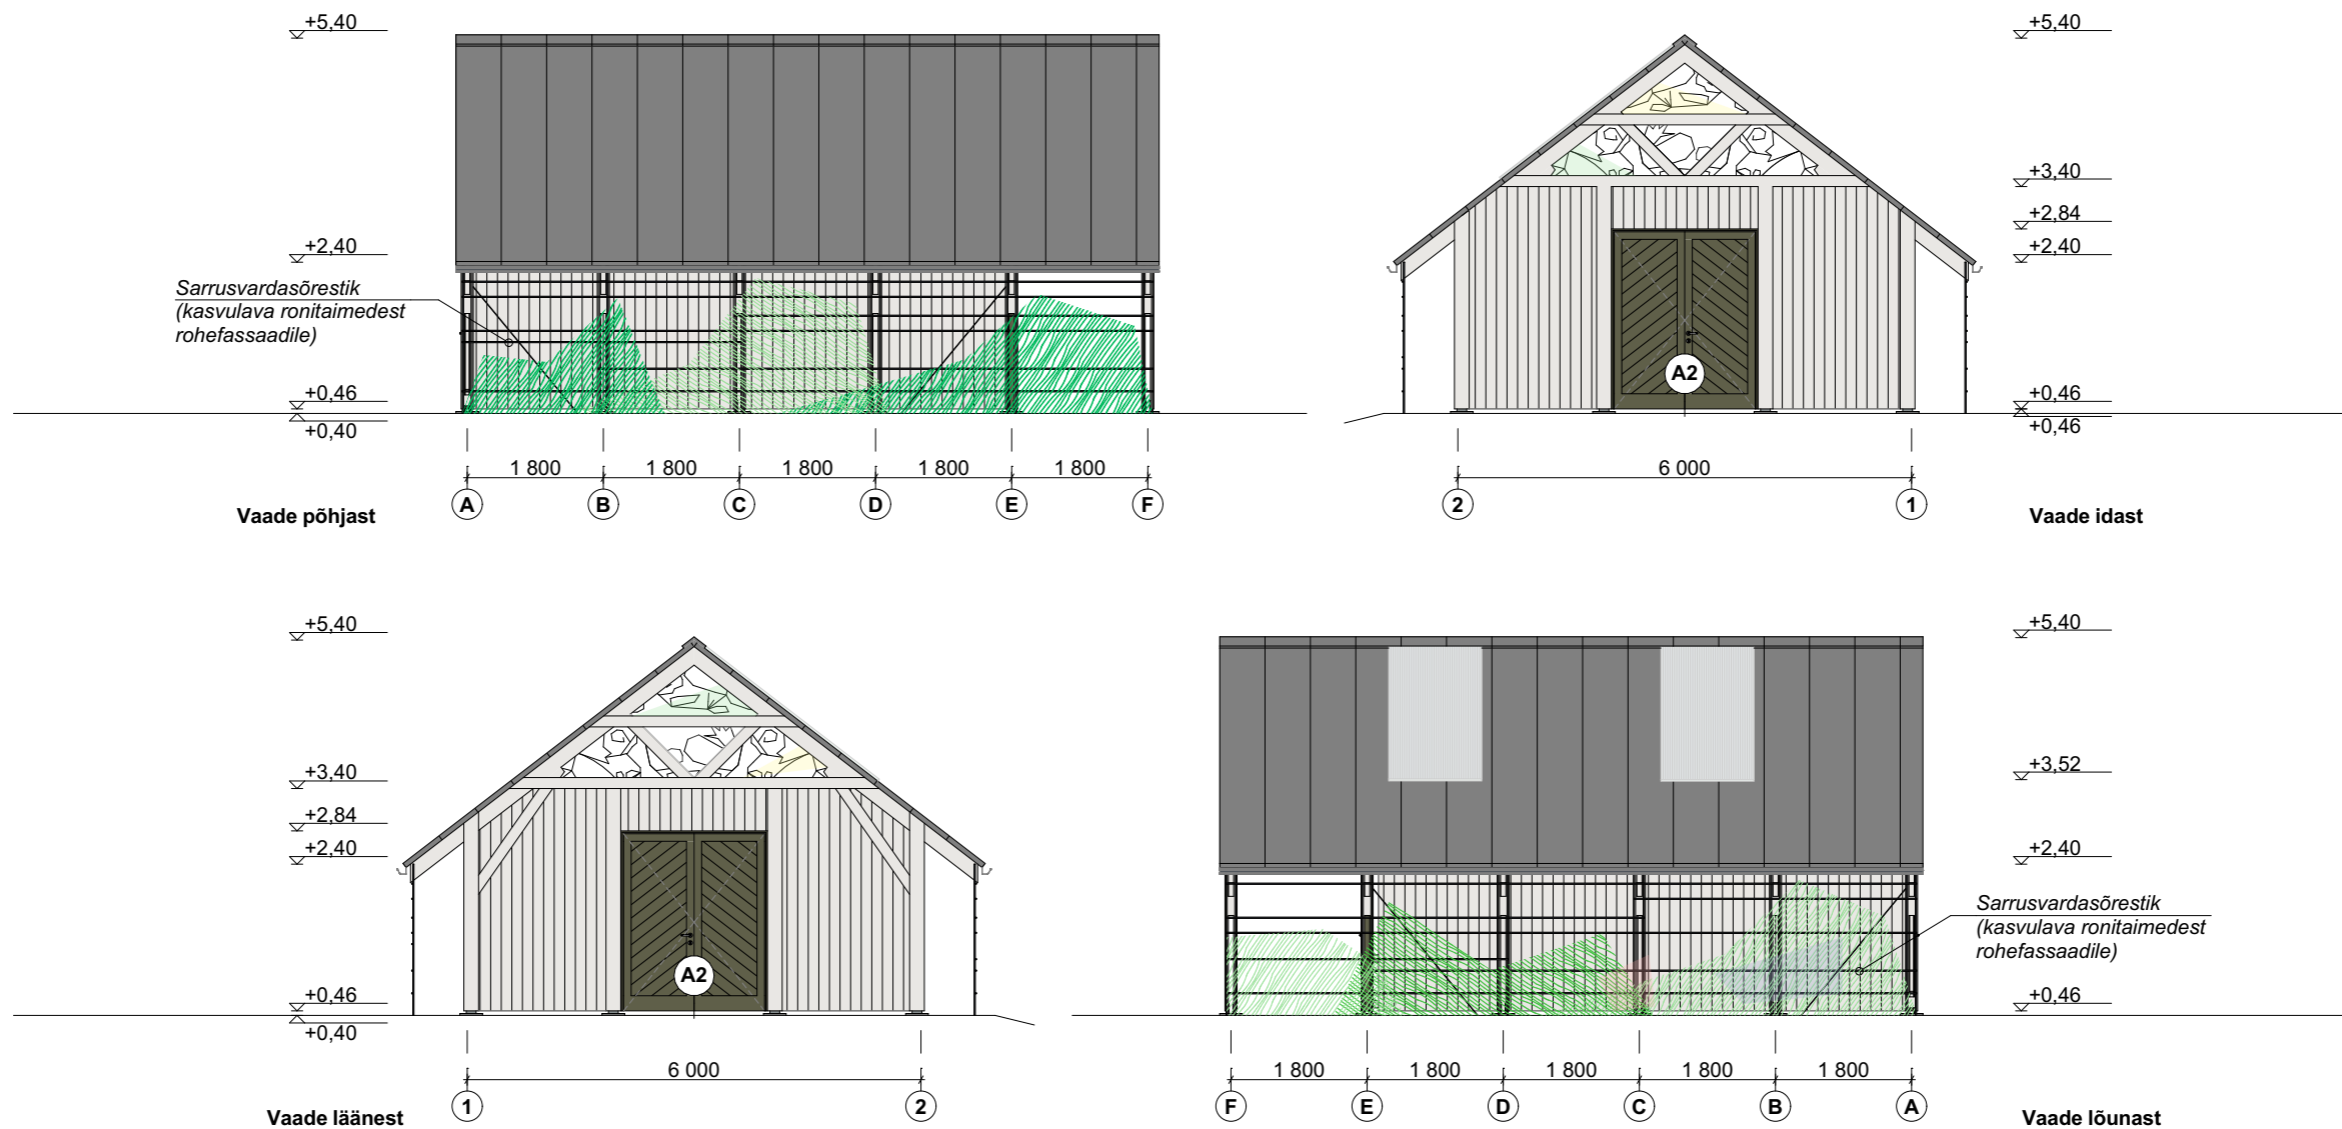 +5,40
+2,40
Sarrusvardasõrestik
(kasvulava ronitaimedest
rohefassaadile)
+0,46
+0,40
1 800 1 800 1 800 1 800 1 800
A B C D E F
Vaade põhjast
+5,40
+3,40
+2,84
+2,40
A2
+0,46
+0,46
6 000
2 1
Vaade idast
+5,40
+3,40
+2,84
+2,40
A2
+0,46
+0,40
6 000
1 2
Vaade läänest
+5,40
+3,52
+2,40
Sarrusvardasõrestik
(kasvulava ronitaimedest
rohefassaadile)
+0,46
1 800 1 800 1 800 1 800 1 800
F E D C B A
Vaade lõunast